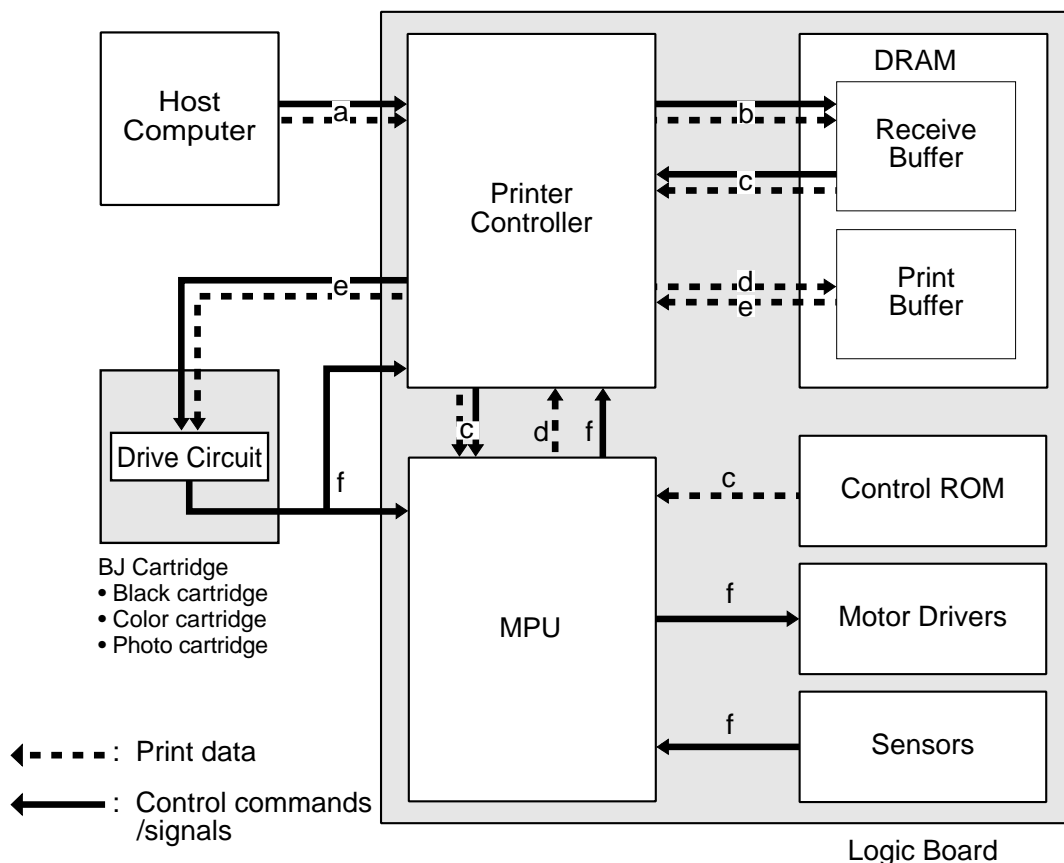 Host
Computer
a
Printer
Controller
b
c
d
e
DRAM
Receive
Buffer
Print
Buffer
e
Drive Circuit
f
c
d
f
BJ Cartridge
• Black cartridge
• Color cartridge
• Photo cartridge
MPU
c
Control ROM
f
Motor Drivers
f
Sensors
: Print data
: Control commands
/signals
Logic Board